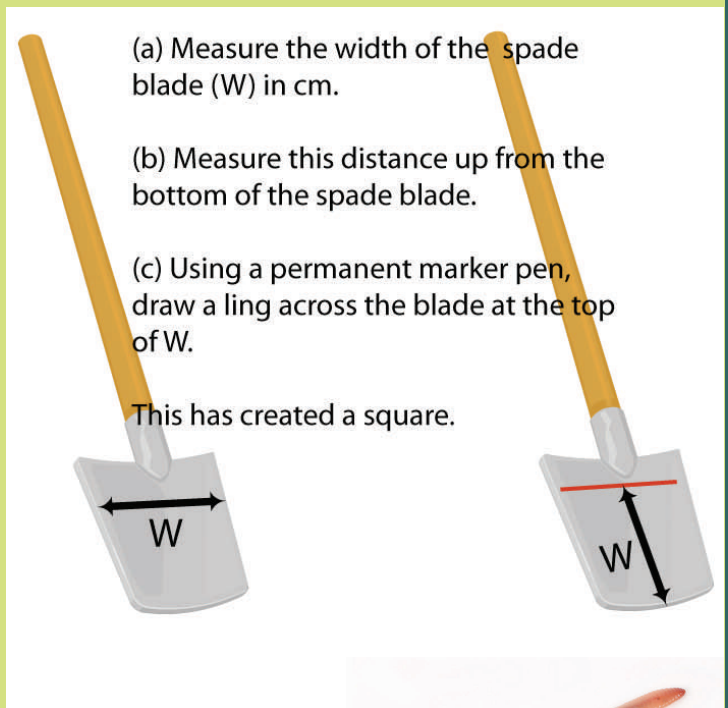 (a) Measure the width of the spade
blade (W) in cm.
(b) Measure this distance up from the
bottom of the spade blade.
(c) Using a permanent marker pen,
draw a ling across the blade at the top
of W.
This has created a square.
W
W